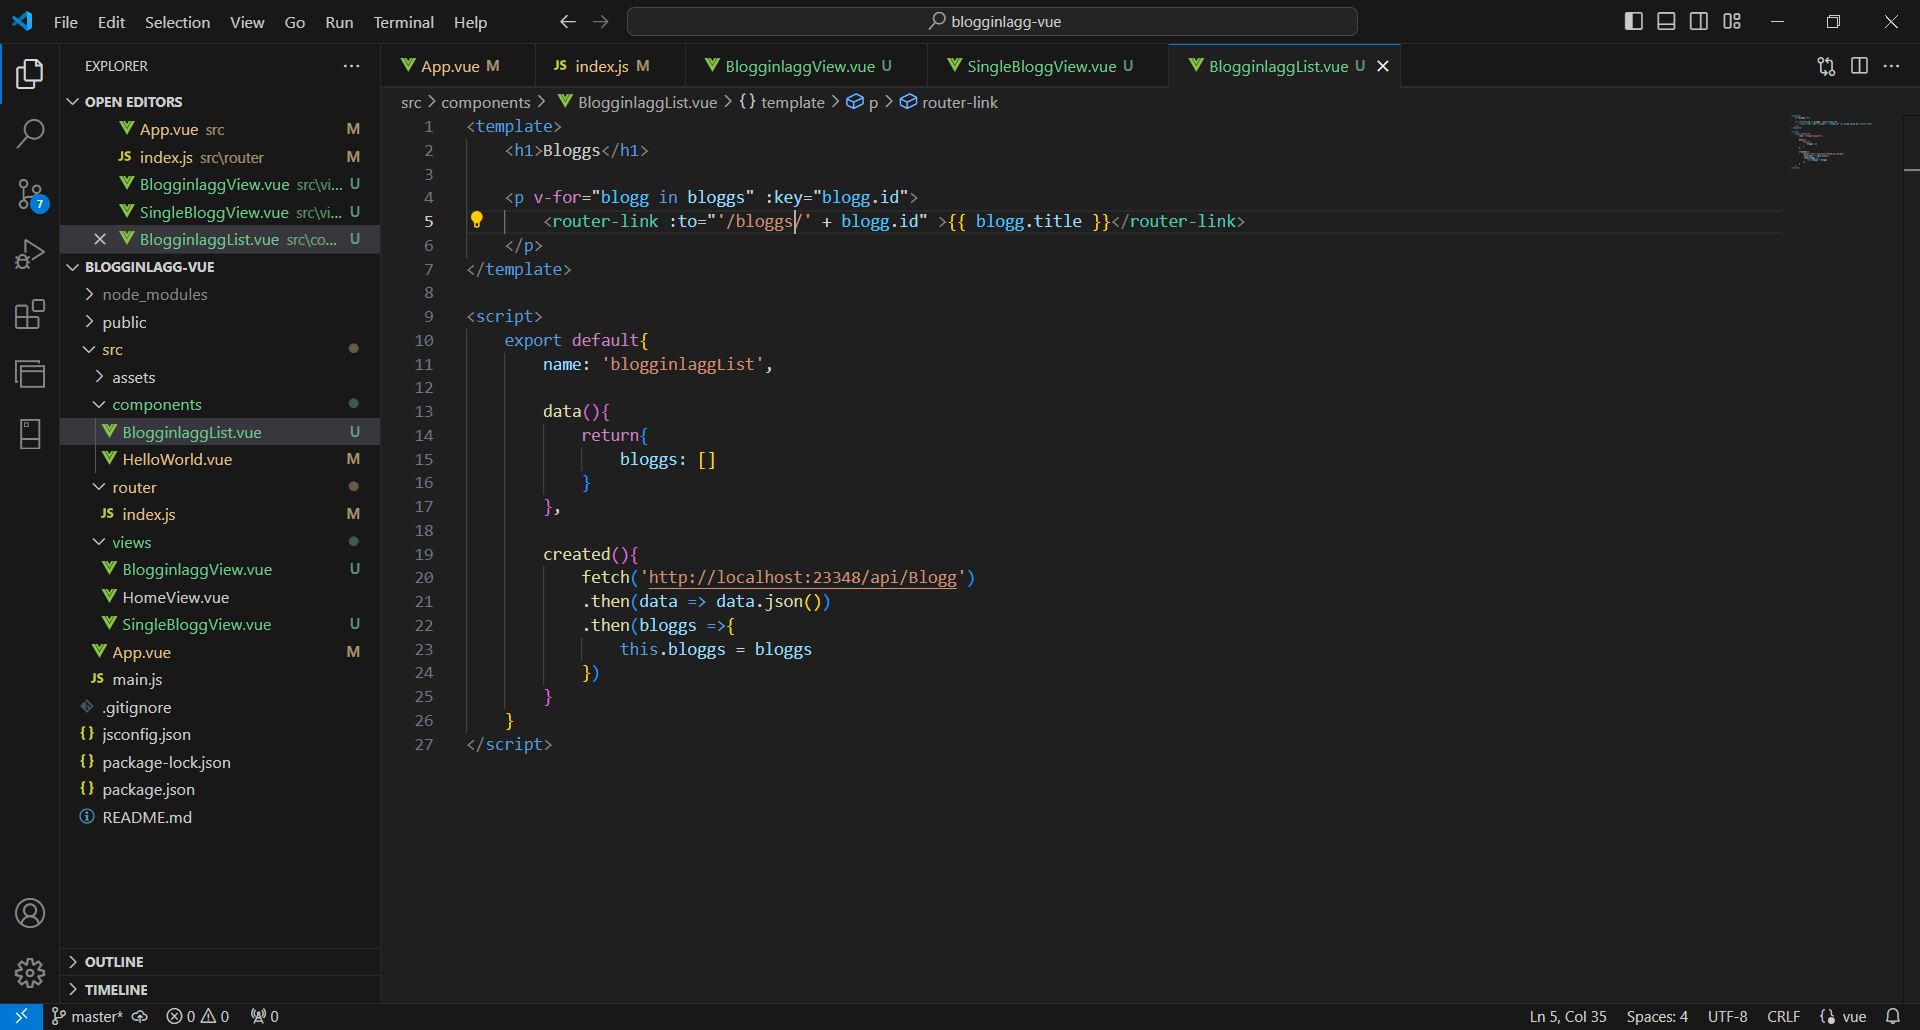 File Edit Selection View Go Run Terminal Help
blogginlagg-vue
EXPLORER
OPEN EDITORS
App.vue src M
JS index.js src\router M
BlogginlaggView.vue src\vi... U
SingleBloggView.vue src\vi... U
BlogginlaggList.vue src\co... U
BLOGGINLAGG-VUE
node_modules
public
src
assets
components
BlogginlaggList.vue U
HelloWorld.vue M
router
JS index.js M
views
BlogginlaggView.vue U
HomeView.vue
SingleBloggView.vue U
App.vue M
JS main.js
.gitignore
{} jsconfig.json
{} package-lock.json
{} package.json
README.md
OUTLINE
TIMELINE
7
App.vue M
JS index.js M
BlogginlaggView.vue U
SingleBloggView.vue U
BlogginlaggList.vue U
src > components > BlogginlaggList.vue > {} template > p > router-link
1 <template>
2 <h1>Bloggs</h1>
3
4 <p v-for="blogg in bloggs" :key="blogg.id">
5 <router-link :to="'/bloggs/' + blogg.id" >{{ blogg.title }}</router-link>
6 </p>
7 </template>
8
9 <script>
10 export default{
11 name: 'blogginlaggList',
12
13 data(){
14 return{
15 bloggs: []
16 }
17 },
18
19 created(){
20 fetch('http://localhost:23348/api/Blogg')
21 .then(data => data.json())
22 .then(bloggs =>{
23 this.bloggs = bloggs
24 })
25 }
26 }
27 </script>
master* 0 0 0 Ln 5, Col 35 Spaces: 4 UTF-8 CRLF {} vue